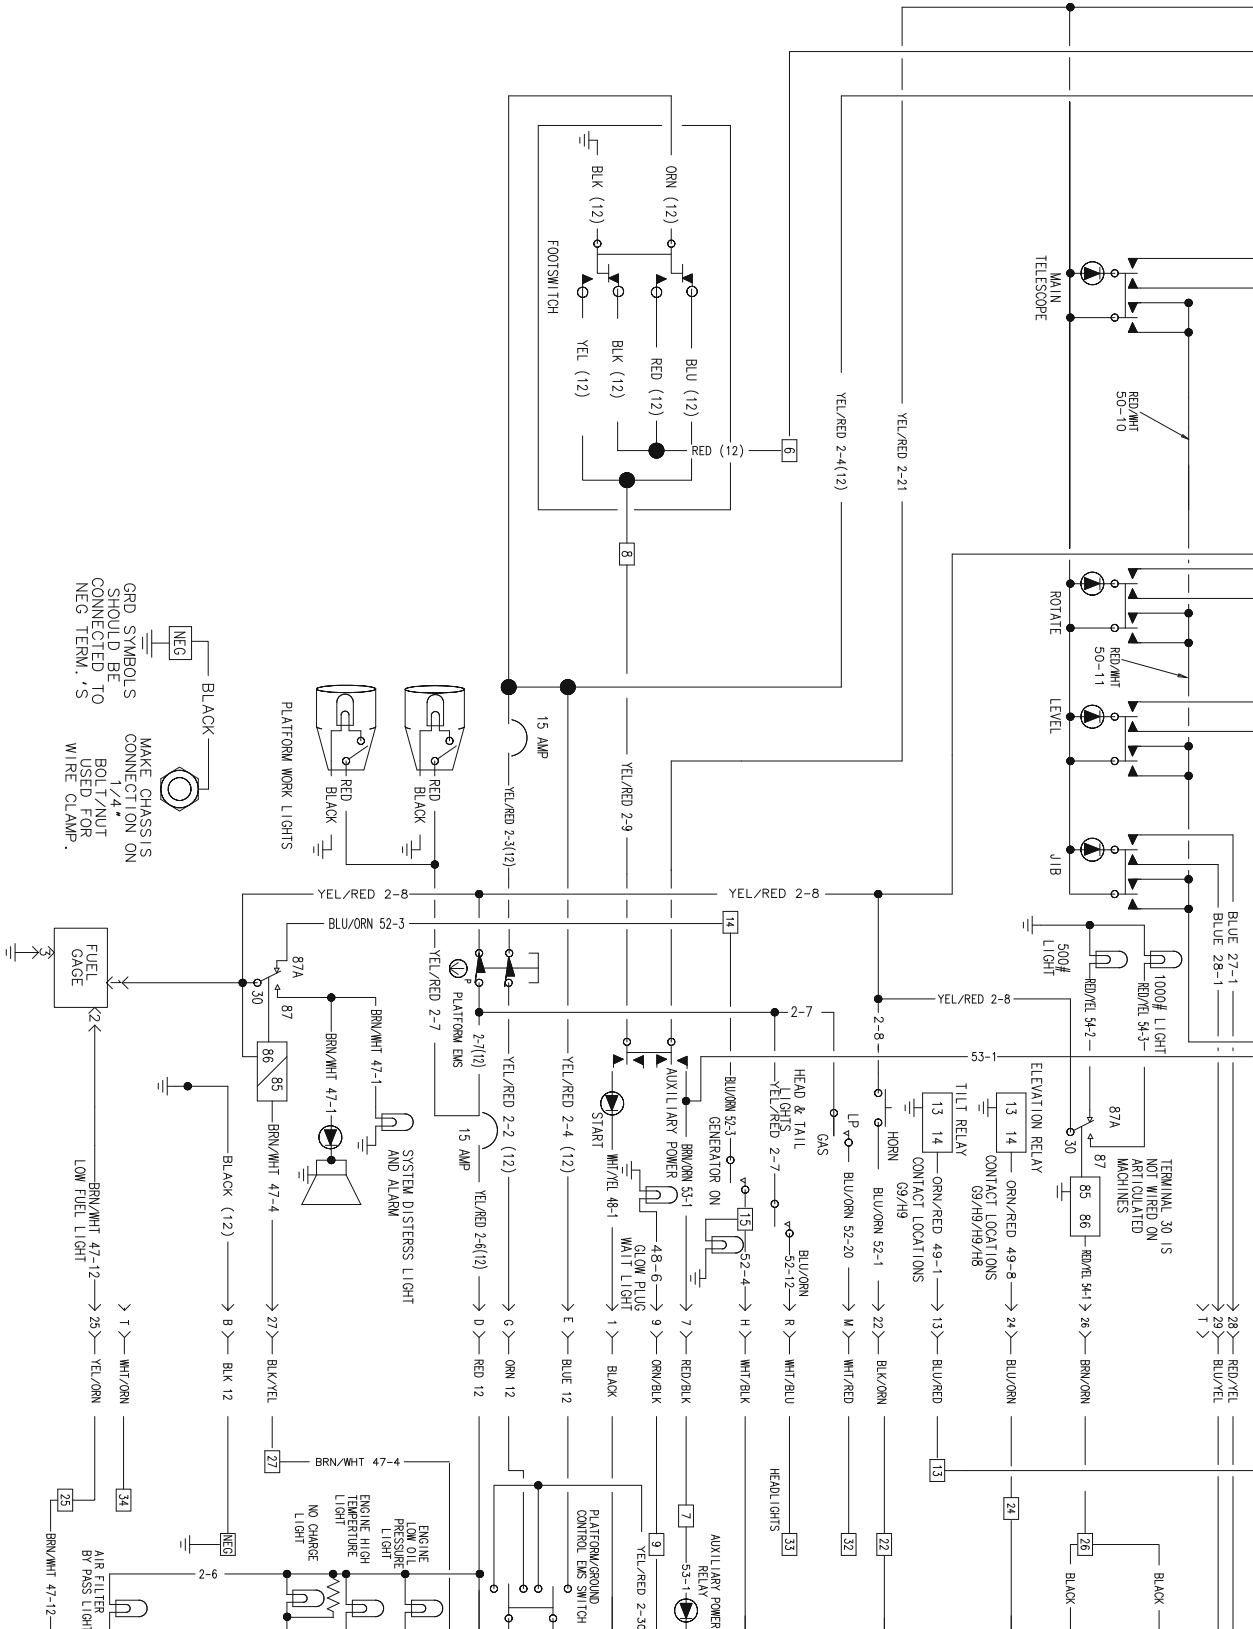 MAIN
TELESCOPE
RED/WHT
50-10
ROTATE
RED/WHT
50-11
LEVEL
JIB
BLUE 27-1
BLUE 28-1
YEL/RED 2-21
YEL/RED 2-4(12)
ORN (12)
BLK (12)
FOOTSWITCH
BLU (12)
RED (12)
BLK (12)
YEL (12)
RED (12)
6
8
YEL/RED 2-9
15 AMP
YEL/RED 2-3(12)
RED
BLACK
RED
BLACK
PLATFORM WORK LIGHTS
NEG
BLACK
GRD SYMBOLS
SHOULD BE
CONNECTED TO
NEG TERM.'S
MAKE CHASSIS
CONNECTION ON
1/4"
BOLT/NUT
USED FOR
WIRE CLAMP.
YEL/RED 2-8
YEL/RED 2-8
BLU/ORN 52-3
14
FUEL
GAGE
3
1
2
87A
30
87
86
85
BRN/WHT 47-1
BRN/WHT 47-1
BRN/WHT 47-4
SYSTEM DISTERSS LIGHT
AND ALARM
YEL/RED 2-7
P
PLATFORM EMS
2-7(12)
15 AMP
YEL/RED 2-6(12)
YEL/RED 2-2 (12)
YEL/RED 2-4 (12)
START
WHT/YEL 48-1
AUXILIARY POWER
BRN/ORN 53-1
48-6
GLOW PLUG
WAIT LIGHT
BLU/ORN 52-3
GENERATOR ON
15
52-4
HEAD & TAIL
LIGHTS
YEL/RED 2-7
BLU/ORN
52-12
2-7
GAS
LP
BLU/ORN 52-20
2-8
HORN
BLU/ORN 52-1
YEL/RED 2-8
53-1
TILT RELAY
13 14
ORN/RED 49-1
CONTACT LOCATIONS
G9/H9
ELEVATION RELAY
13 14
ORN/RED 49-8
CONTACT LOCATIONS
G9/H9/H9/H8
500#
LIGHT
1000# LIGHT
RED/YEL 54-2
RED/YEL 54-3
87A
30
87
85 86
RED/YEL 54-1
TERMINAL 30 IS
NOT WIRED ON
ARTICULATED
MACHINES
BLACK (12)
BRN/WHT 47-12
LOW FUEL LIGHT
25
YEL/ORN
T
WHT/ORN
B
BLK 12
27
BLK/YEL
D
RED 12
G
ORN 12
E
BLUE 12
1
BLACK
9
ORN/BLK
7
RED/BLK
H
WHT/BLK
R
WHT/BLU
M
WHT/RED
22
BLK/ORN
13
BLU/RED
24
BLU/ORN
26
BRN/ORN
T
29
BLU/YEL
28
RED/YEL
25
34
NEG
27
BRN/WHT 47-4
BRN/WHT 47-12
AIR FILTER
BY PASS LIGHT
2-6
NO CHARGE
LIGHT
ENGINE HIGH
TEMPERTURE
LIGHT
ENGINE
LOW OIL
PRESSURE
LIGHT
PLATFORM/GROUND
CONTROL EMS SWITCH
YEL/RED 2-30
9
7
53-1
AUXILIARY POWER
RELAY
HEADLIGHTS
33
32
22
13
24
26
BLACK
BLACK